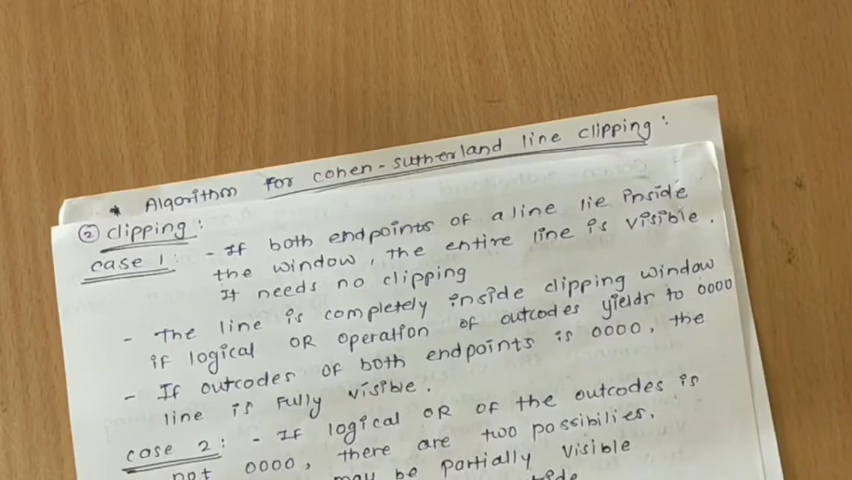 * Algorithm for cohen-sutherland line clipping:
② clipping:
case 1: - If both endpoints of a line lie inside
the window, the entire line is visible.
It needs no clipping
- The line is completely inside clipping window
if logical OR operation of outcodes yields to 0000
- If outcodes of both endpoints is 0000, the
line is fully visible.
case 2: - If logical OR of the outcodes is
not 0000, there are two possibilies.
may be partially visible